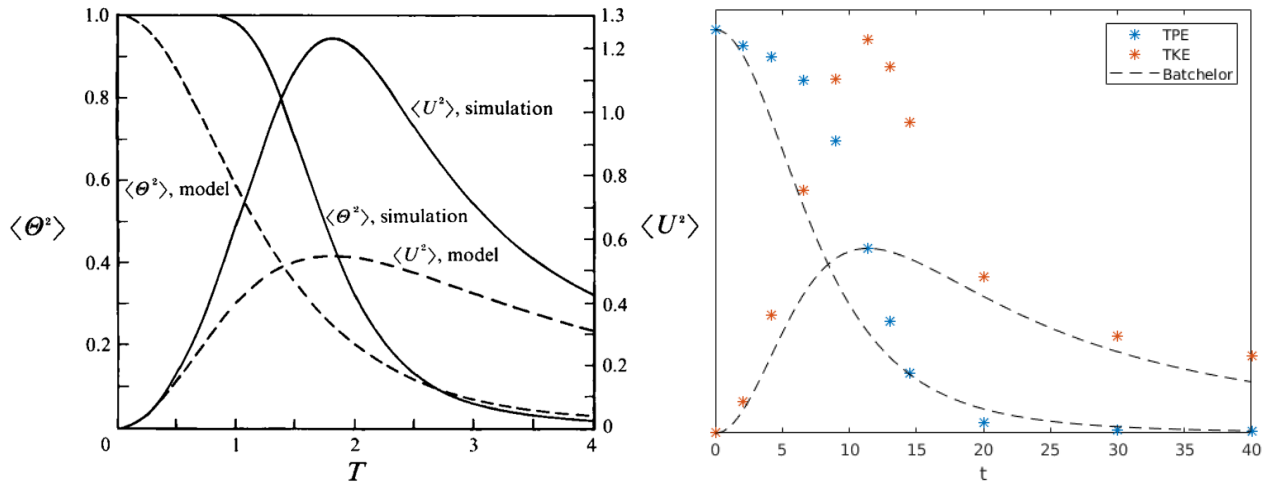 1.0
0.8
0.6
0.4
0.2
0
⟨Θ²⟩
1.3
1.2
1.0
0.8
0.6
0.4
0.2
0
⟨U²⟩
⟨U²⟩, simulation
⟨Θ²⟩, model
⟨Θ²⟩, simulation
⟨U²⟩, model
0 1 2 3 4
T
TPE
TKE
Batchelor
0 5 10 15 20 25 30 35 40
t